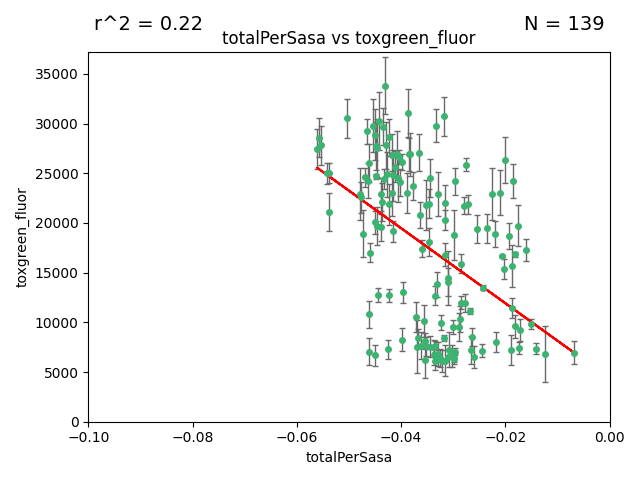 r^2 = 0.22
N = 139
totalPerSasa vs toxgreen_fluor
35000
30000
25000
20000
15000
10000
5000
0
toxgreen_fluor
−0.10
−0.08
−0.06
−0.04
−0.02
0.00
totalPerSasa